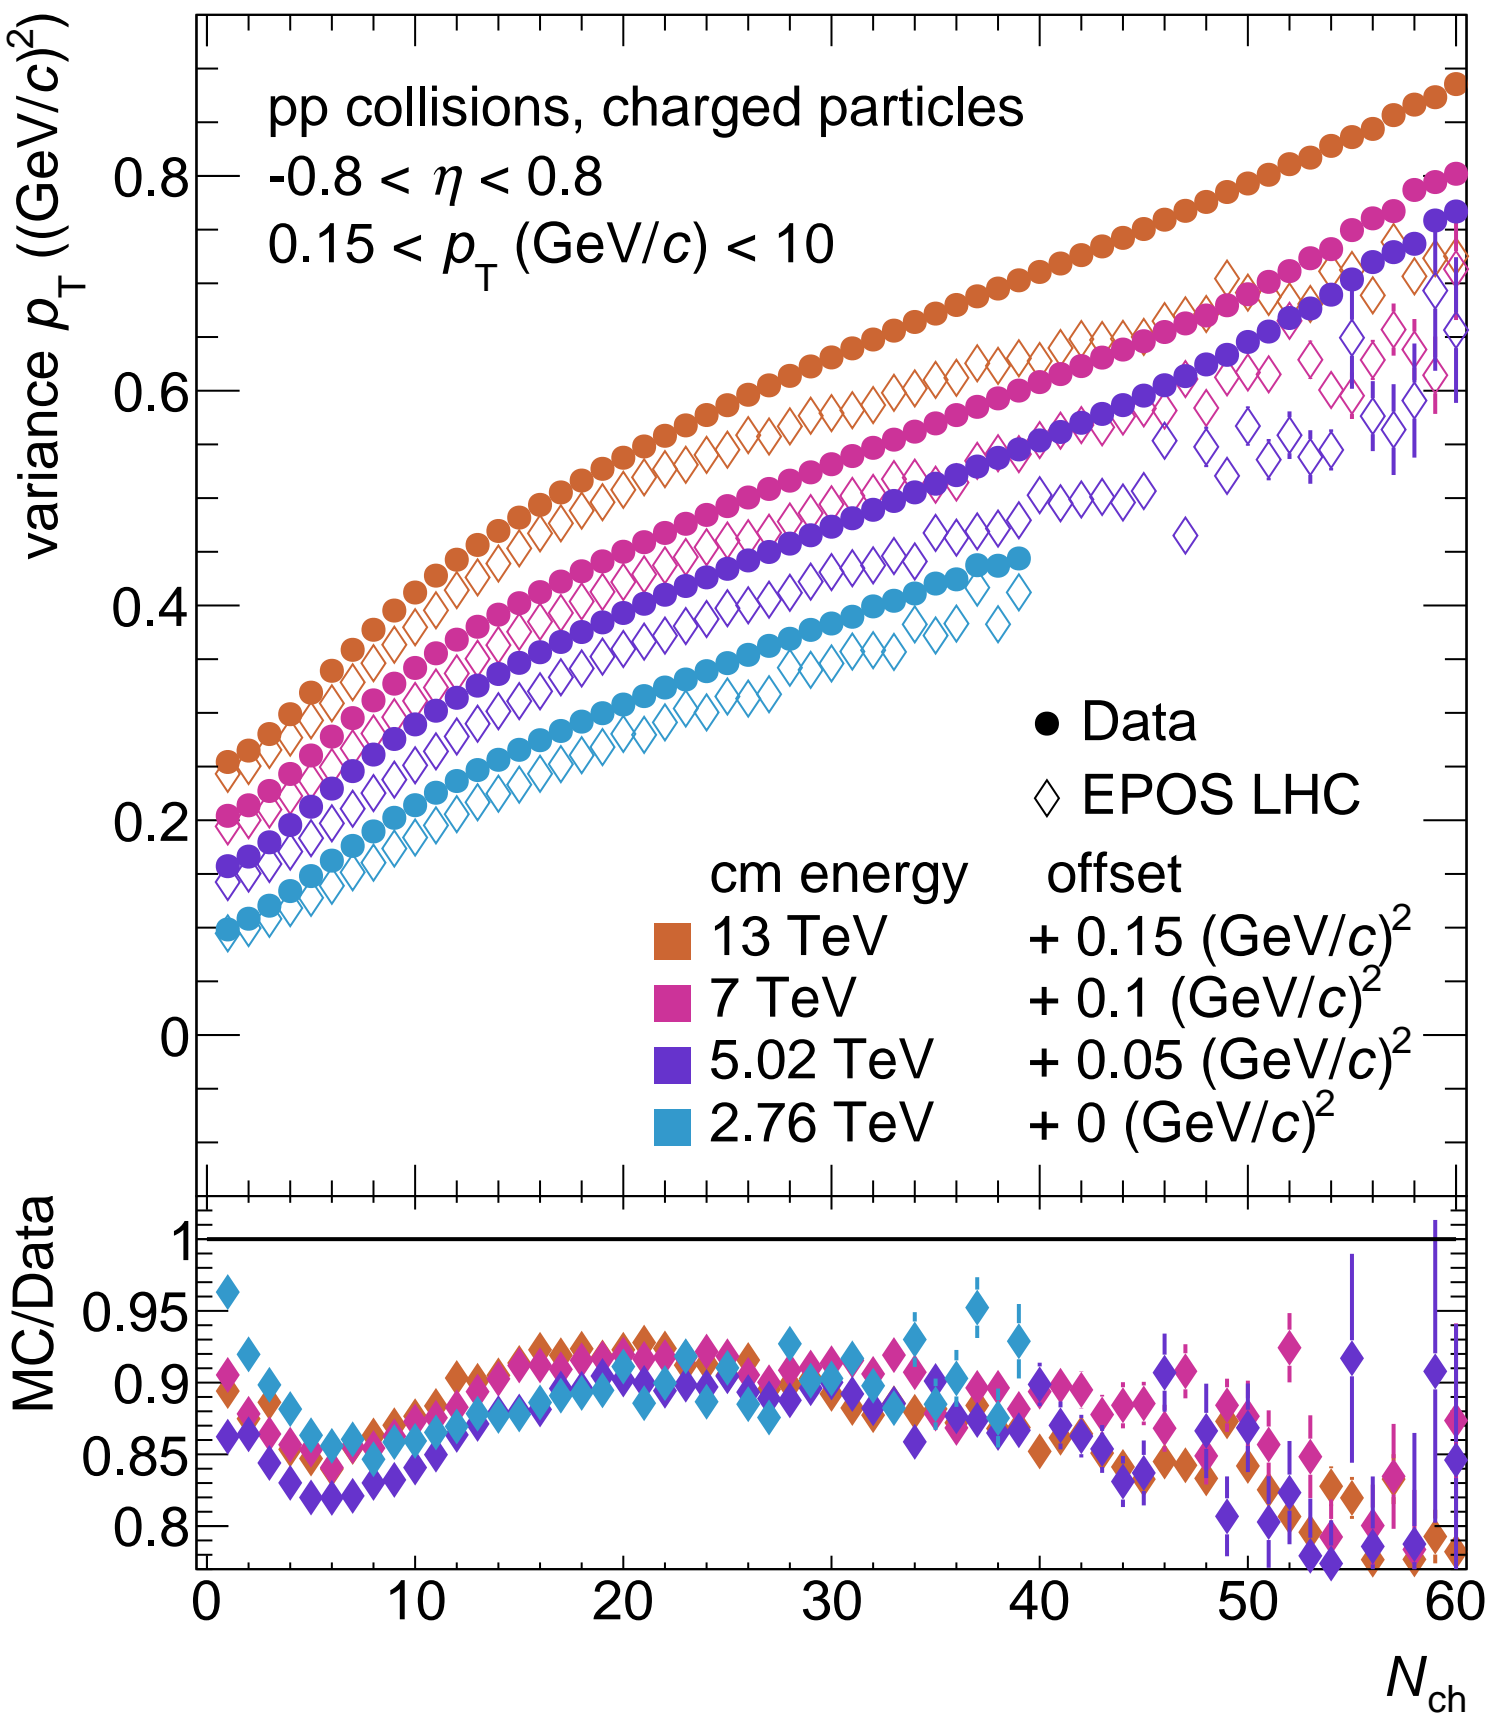 variance p_T ((GeV/c)²)
pp collisions, charged particles
-0.8 < η < 0.8
0.15 < p_T (GeV/c) < 10
0.8
0.6
0.4
0.2
0
Data
EPOS LHC
cm energy offset
13 TeV + 0.15 (GeV/c)²
7 TeV + 0.1 (GeV/c)²
5.02 TeV + 0.05 (GeV/c)²
2.76 TeV + 0 (GeV/c)²
MC/Data
1
0.95
0.9
0.85
0.8
0 10 20 30 40 50 60
N_ch